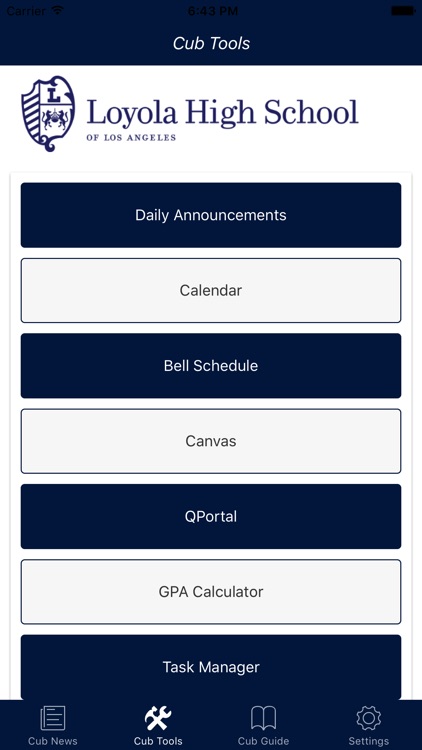 Carrier 6:43 PM
Cub Tools
L
Loyola High School
OF LOS ANGELES
Daily Announcements
Calendar
Bell Schedule
Canvas
QPortal
GPA Calculator
Task Manager
Cub News Cub Tools Cub Guide Settings